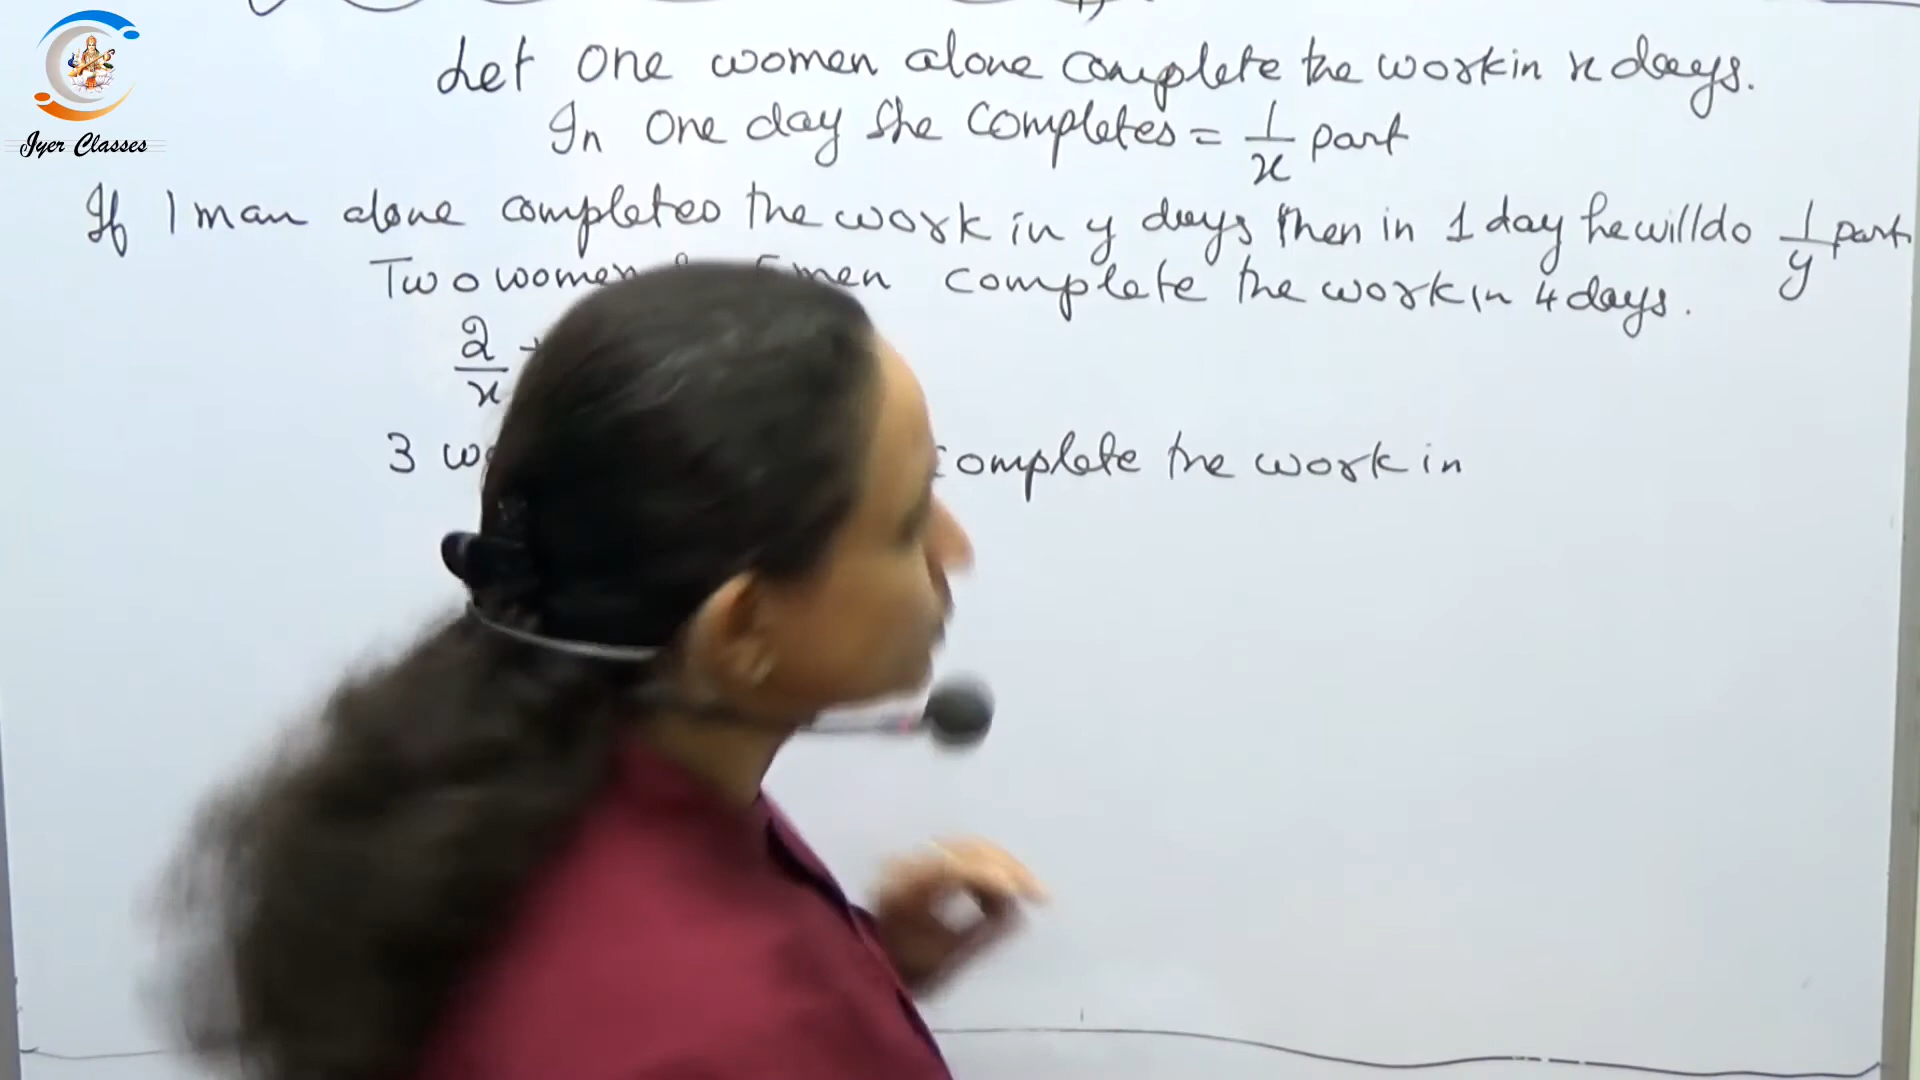 Iyer Classes
Let One women alone complete the work in x days.
In One day She Completes = 1/x part
If 1 man alone completes the work in y days then in 1 day he will do 1/y part.
Two women 5 men complete the work in 4 days.
2/x +
3 complete the work in